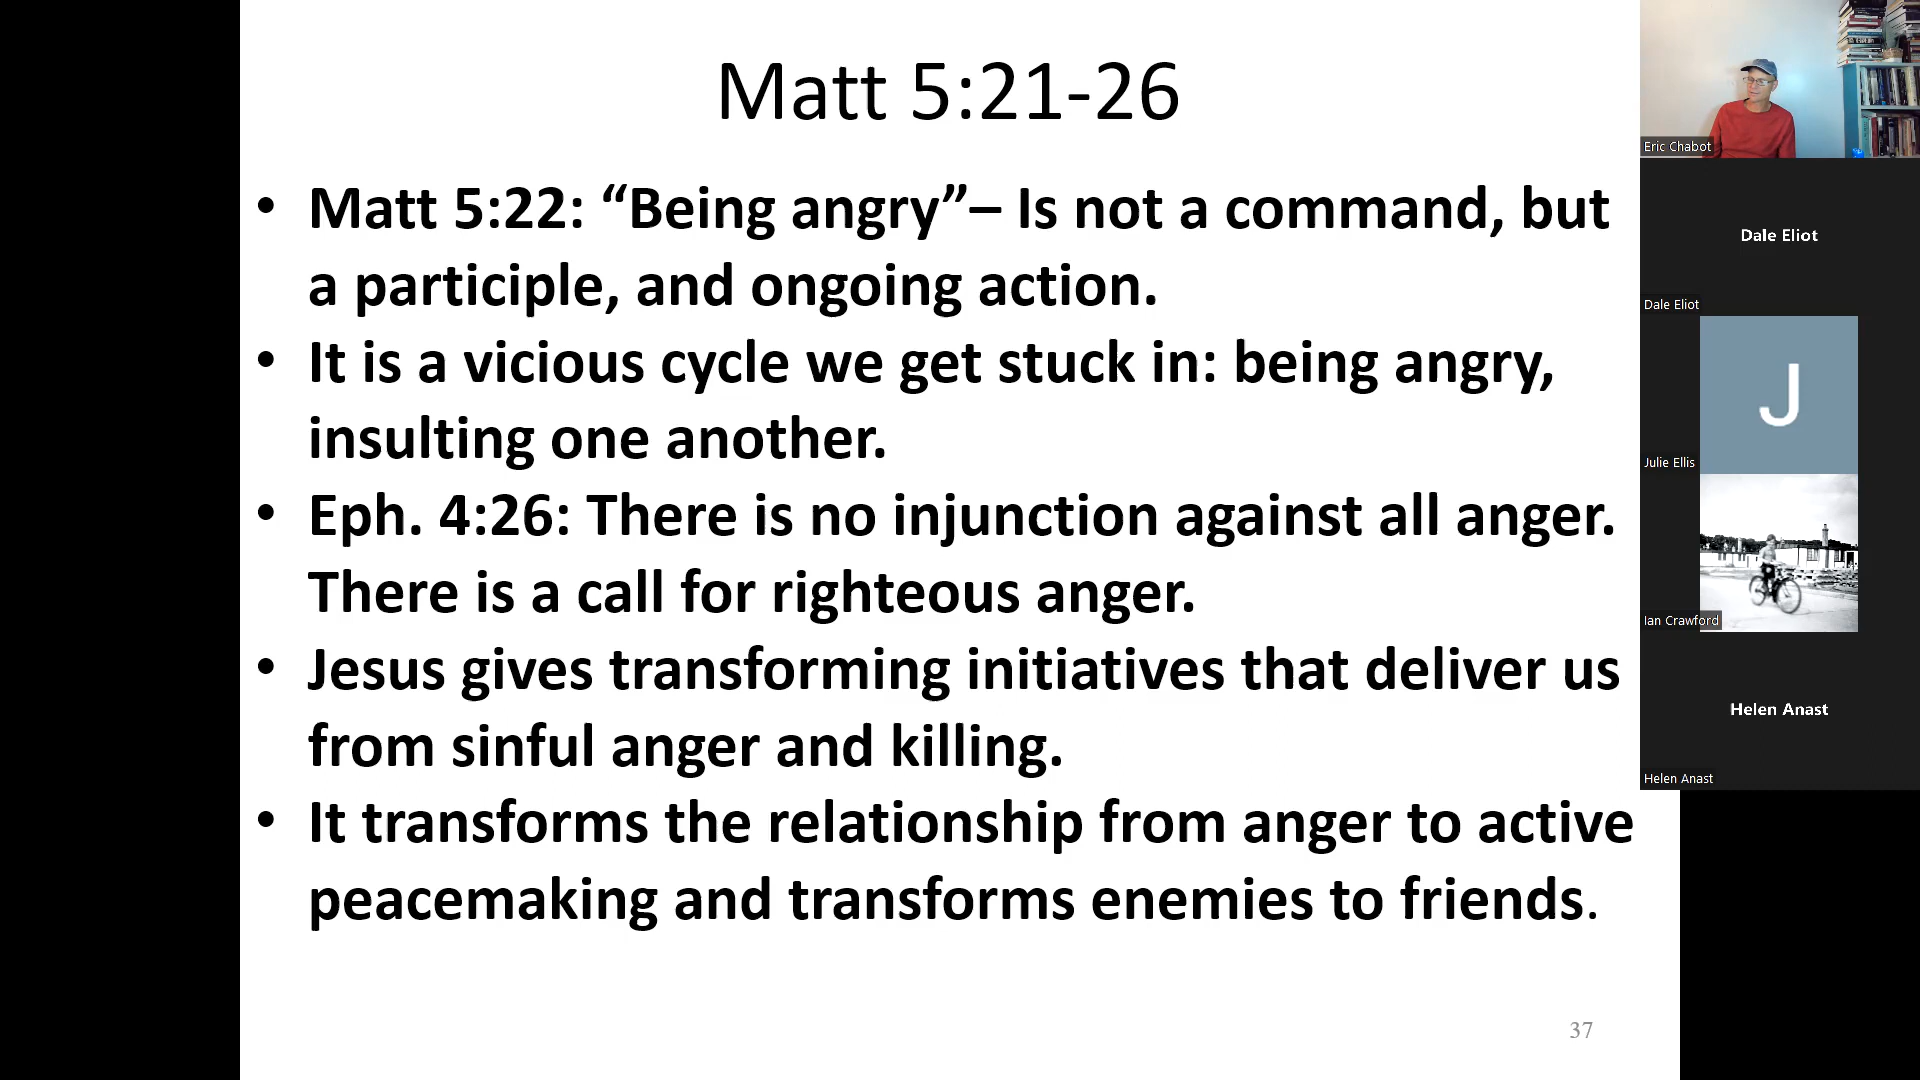 Matt 5:21-26
• Matt 5:22: “Being angry”– Is not a command, but
a participle, and ongoing action.
• It is a vicious cycle we get stuck in: being angry,
insulting one another.
• Eph. 4:26: There is no injunction against all anger.
There is a call for righteous anger.
• Jesus gives transforming initiatives that deliver us
from sinful anger and killing.
• It transforms the relationship from anger to active
peacemaking and transforms enemies to friends.
37
Eric Chabot
Dale Eliot
Dale Eliot
J
Julie Ellis
Ian Crawford
Helen Anast
Helen Anast